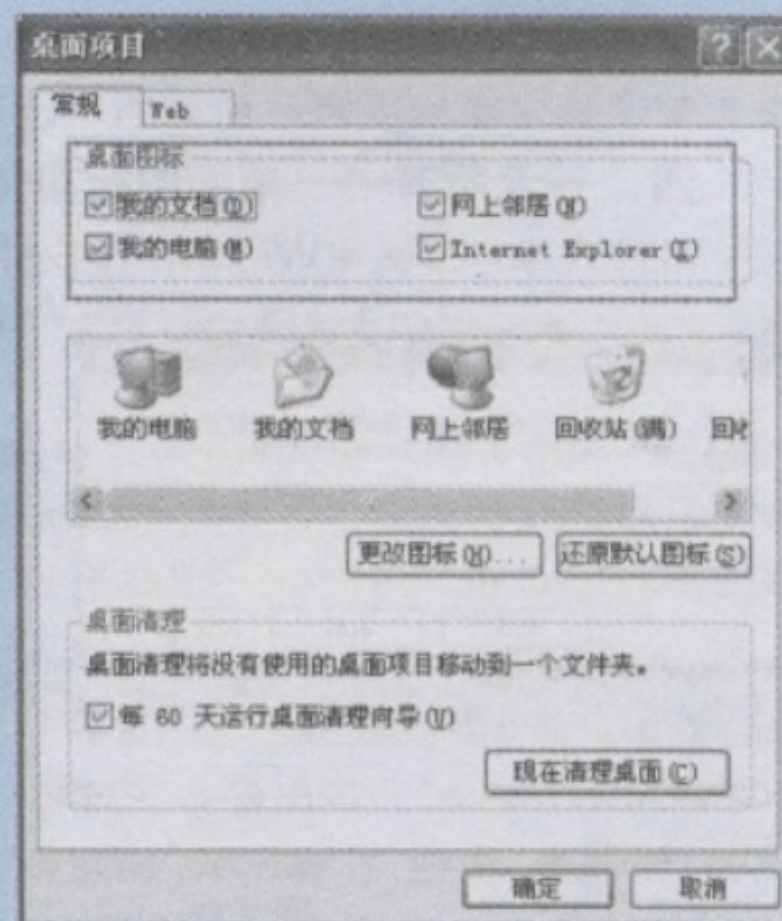 桌面项目
常规 Web
桌面图标
我的文档(D) 网上邻居(N)
我的电脑(M) Internet Explorer(I)
我的电脑 我的文档 网上邻居 回收站(满) 回收
更改图标(H)... 还原默认图标(S)
桌面清理
桌面清理将没有使用的桌面项目移动到一个文件夹。
每 60 天运行桌面清理向导(U)
现在清理桌面(C)
确定 取消